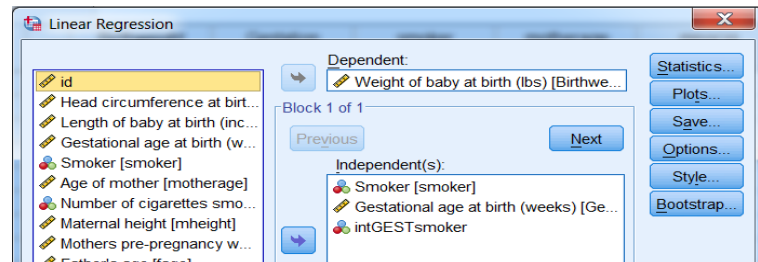 Linear Regression
id
Head circumference at birt...
Length of baby at birth (inc...
Gestational age at birth (w...
Smoker [smoker]
Age of mother [motherage]
Number of cigarettes smo...
Maternal height [mheight]
Mothers pre-pregnancy w...
Dependent:
Weight of baby at birth (lbs) [Birthwe...
Block 1 of 1
Previous
Next
Independent(s):
Smoker [smoker]
Gestational age at birth (weeks) [Ge...
intGESTsmoker
Statistics...
Plots...
Save...
Options...
Style...
Bootstrap...